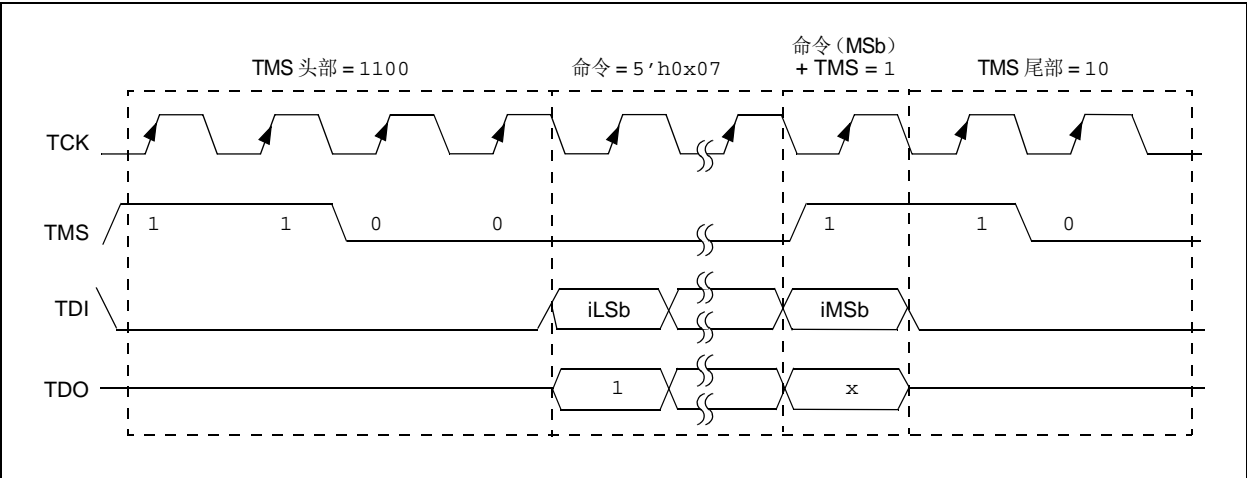 命令（MSb）
TMS 头部 = 1100 命令 = 5'h0x07 + TMS = 1 TMS 尾部 = 10
TCK
TMS 1 1 0 0 1 1 0
TDI iLSb iMSb
TDO 1 x